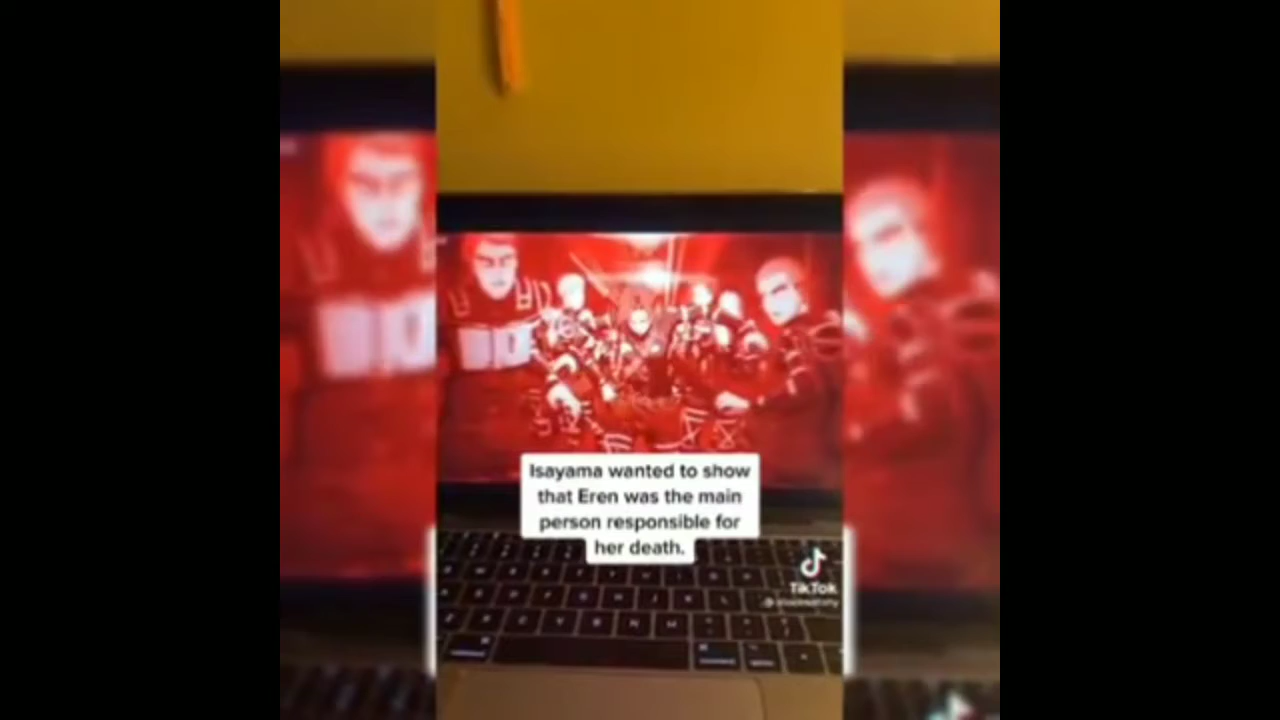 Isayama wanted to show
that Eren was the main
person responsible for
her death.
TikTok